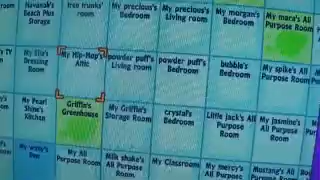 Havanah's
Beach Plus
Storage
tree trunks'
room
My precious's
Bedroom
My precious's
Living room
My morgan's
Bedroom
My mara's All
Purpose Room
My Ella's
Dressing
Room
My Hip-Hop's
Attic
powder puff's
Living room
powder puff's
Bedroom
bubble's
Bedroom
My spike's All
Purpose Room
My Pearl
Shine's
Kitchen
Griffin's
Greenhouse
My Griffin's
Storage Room
crystal's
Bedroom
Little Jack's All
Purpose Room
My Jasmine's
All Purpose
Room
My wally's
Den
My All
Purpose Room
Milk shake's
All Purpose
Room
My Classroom
My mercy's
All Purpose
Room
Mustang's All
Purpose Room